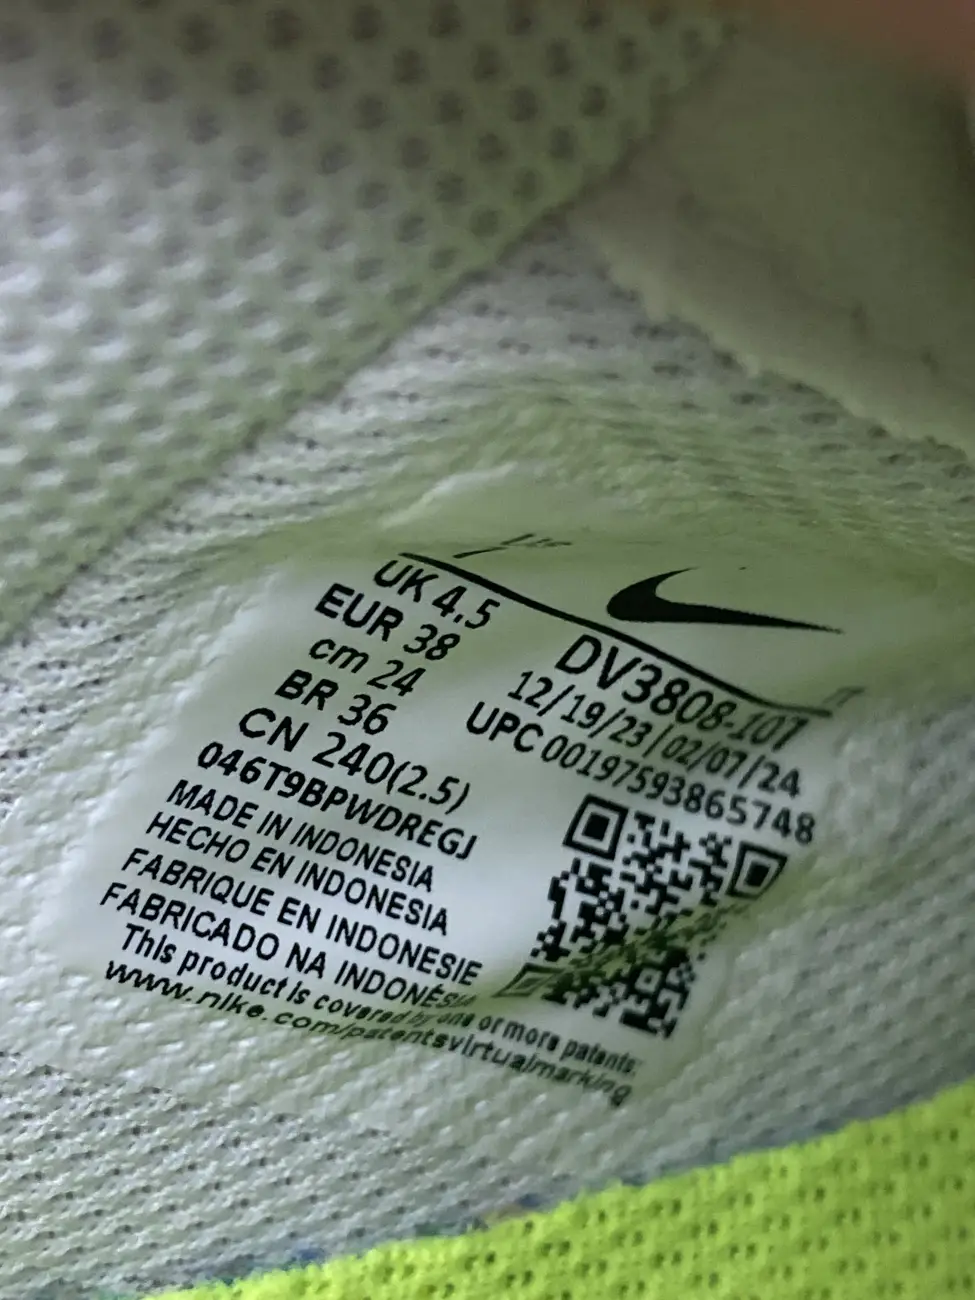 UK 4.5
EUR 38
cm 24
BR 36
CN 240(2.5)
046T9BPWDREGJ
MADE IN INDONESIA
HECHO EN INDONESIA
FABRIQUE EN INDONESIE
FABRICADO NA INDONÉSIA
This product is covered by one or more patents:
www.nike.com/patentsvirtualmarking
DV3808-107
12/19/23|02/07/24
UPC 00197593865748